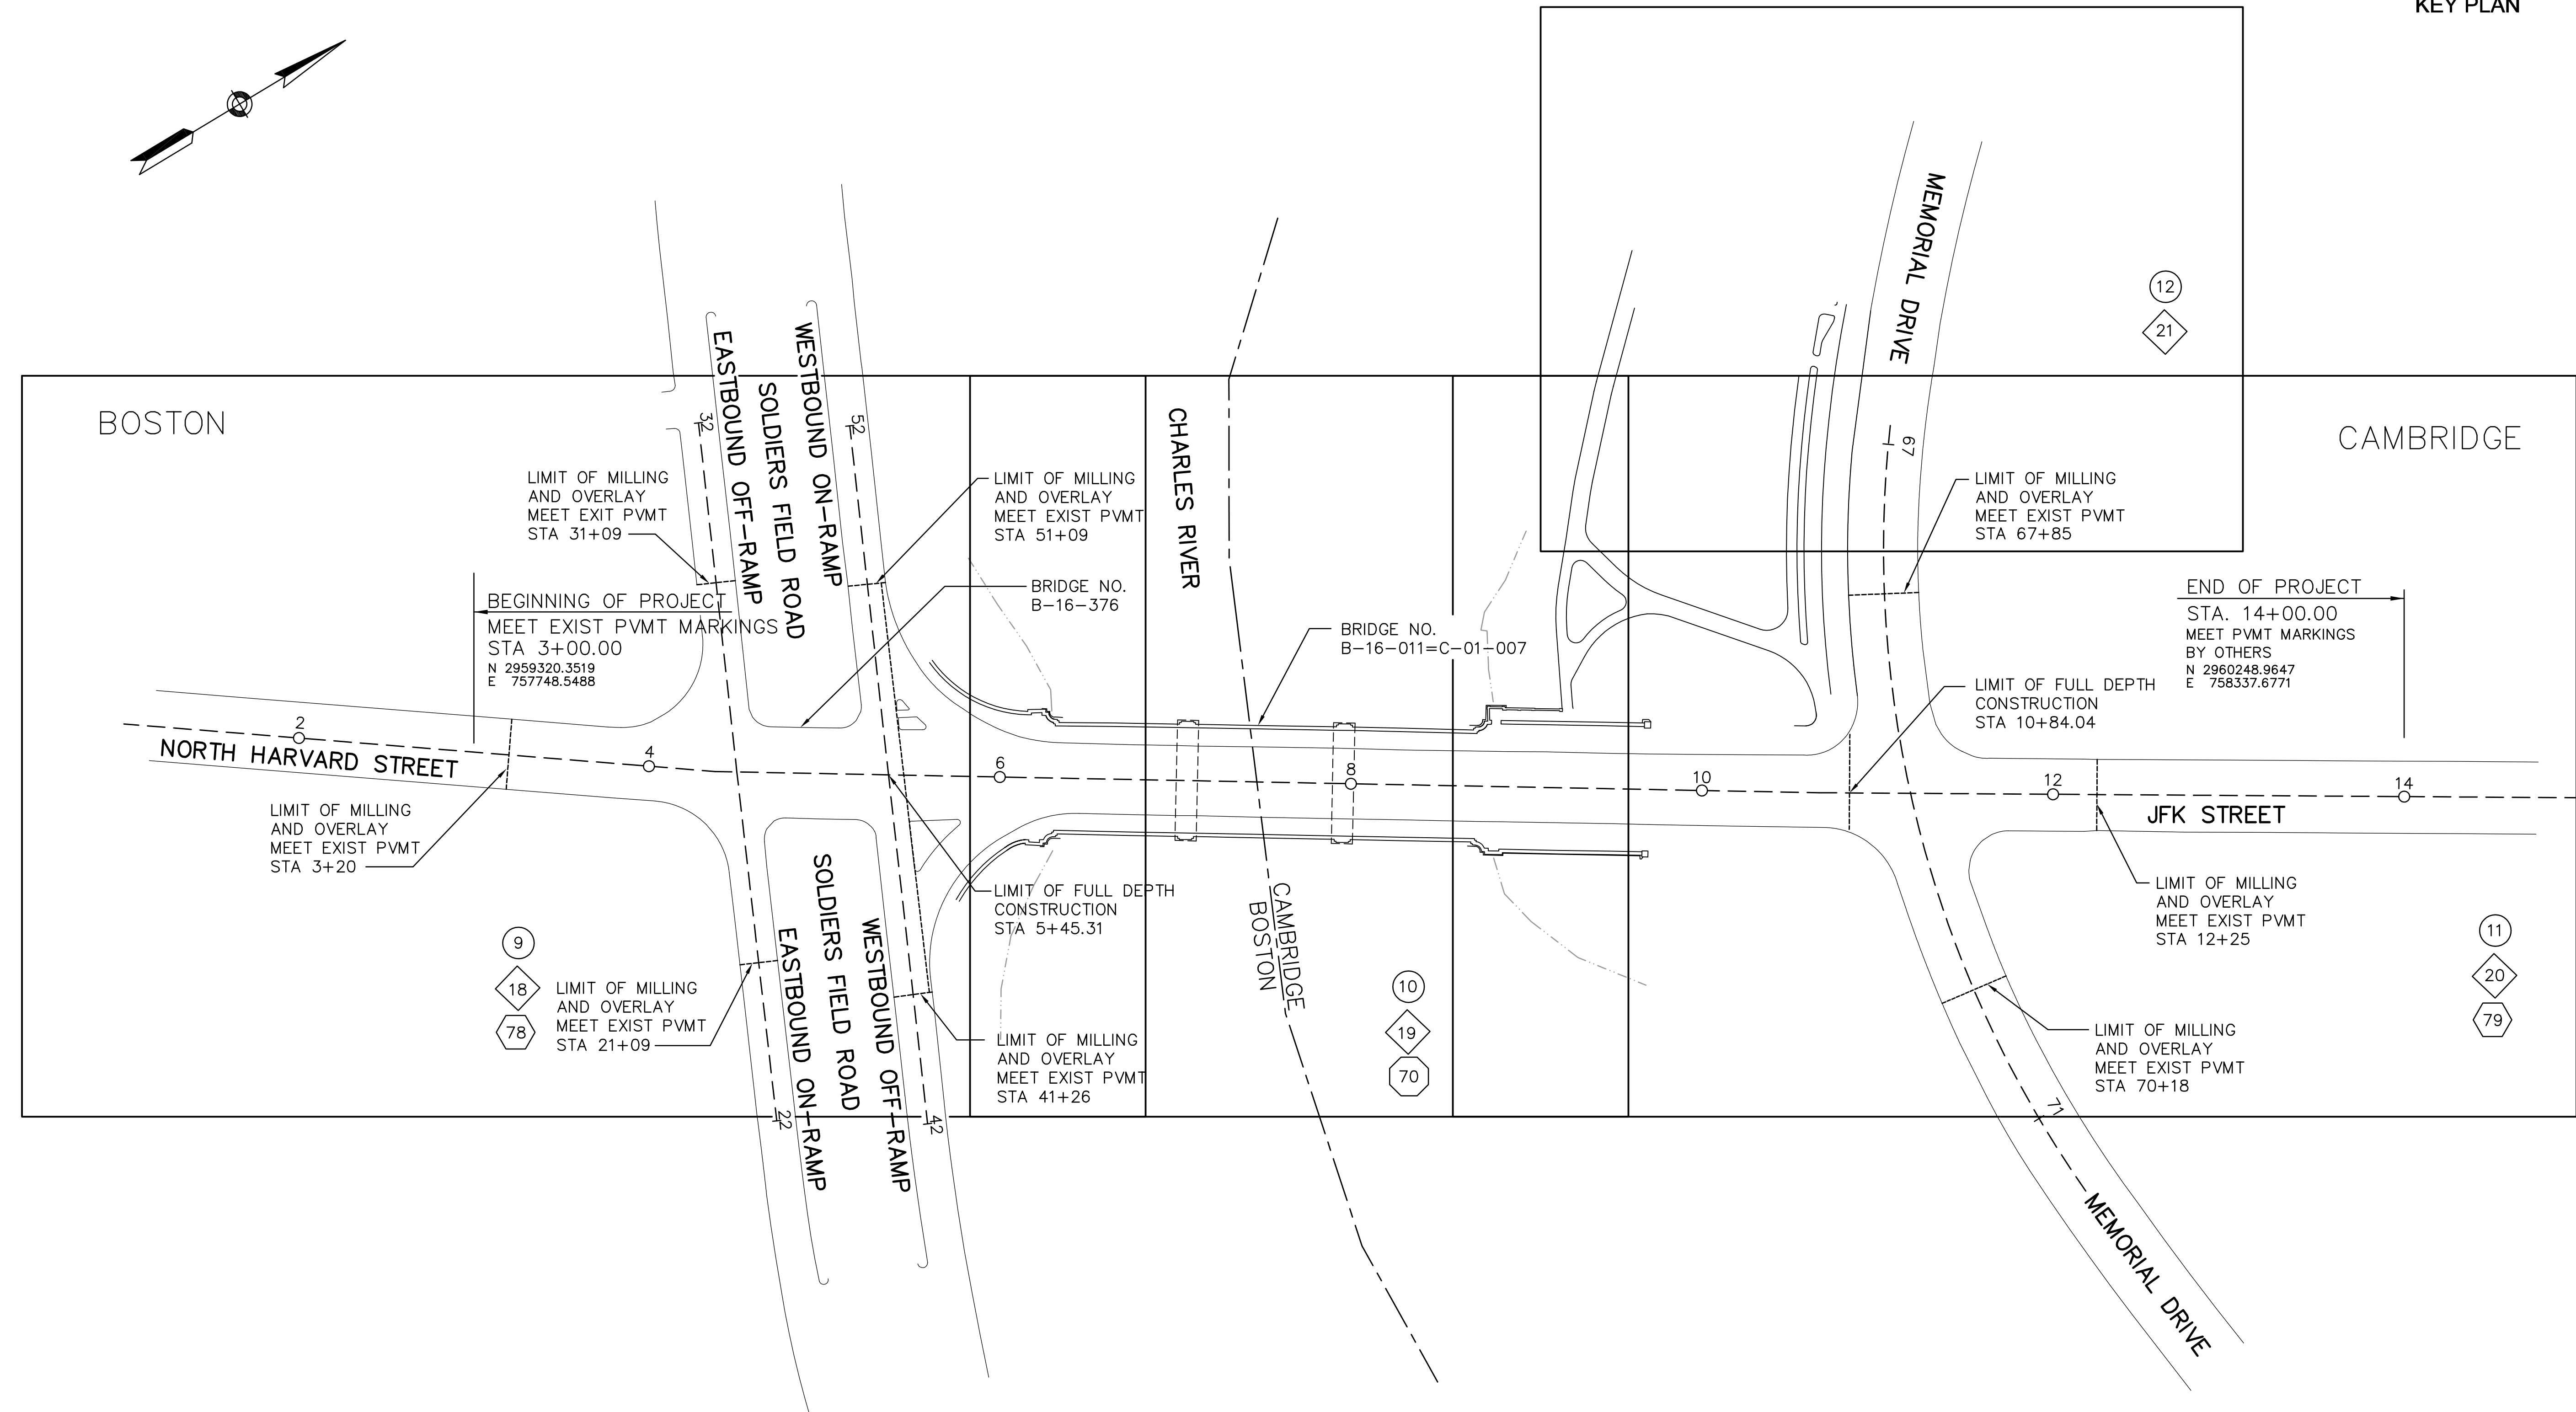 KEY PLAN
BOSTON
CAMBRIDGE
MEMORIAL DRIVE
12
21
32
EASTBOUND OFF-RAMP
SOLDIERS FIELD ROAD
WESTBOUND ON-RAMP
52
CHARLES RIVER
67
LIMIT OF MILLING
AND OVERLAY
MEET EXIT PVMT
STA 31+09
LIMIT OF MILLING
AND OVERLAY
MEET EXIST PVMT
STA 51+09
LIMIT OF MILLING
AND OVERLAY
MEET EXIST PVMT
STA 67+85
BEGINNING OF PROJECT
MEET EXIST PVMT MARKINGS
STA 3+00.00
N 2959320.3519
E 757748.5488
BRIDGE NO.
B-16-376
BRIDGE NO.
B-16-011=C-01-007
END OF PROJECT
STA. 14+00.00
MEET PVMT MARKINGS
BY OTHERS
N 2960248.9647
E 758337.6771
LIMIT OF FULL DEPTH
CONSTRUCTION
STA 10+84.04
2
4
6
8
10
12
14
NORTH HARVARD STREET
JFK STREET
LIMIT OF MILLING
AND OVERLAY
MEET EXIST PVMT
STA 3+20
LIMIT OF FULL DEPTH
CONSTRUCTION
STA 5+45.31
CAMBRIDGE
BOSTON
LIMIT OF MILLING
AND OVERLAY
MEET EXIST PVMT
STA 12+25
9
18
78
LIMIT OF MILLING
AND OVERLAY
MEET EXIST PVMT
STA 21+09
EASTBOUND ON-RAMP
SOLDIERS FIELD ROAD
WESTBOUND OFF-RAMP
22
42
LIMIT OF MILLING
AND OVERLAY
MEET EXIST PVMT
STA 41+26
10
19
70
11
20
79
LIMIT OF MILLING
AND OVERLAY
MEET EXIST PVMT
STA 70+18
71
MEMORIAL DRIVE